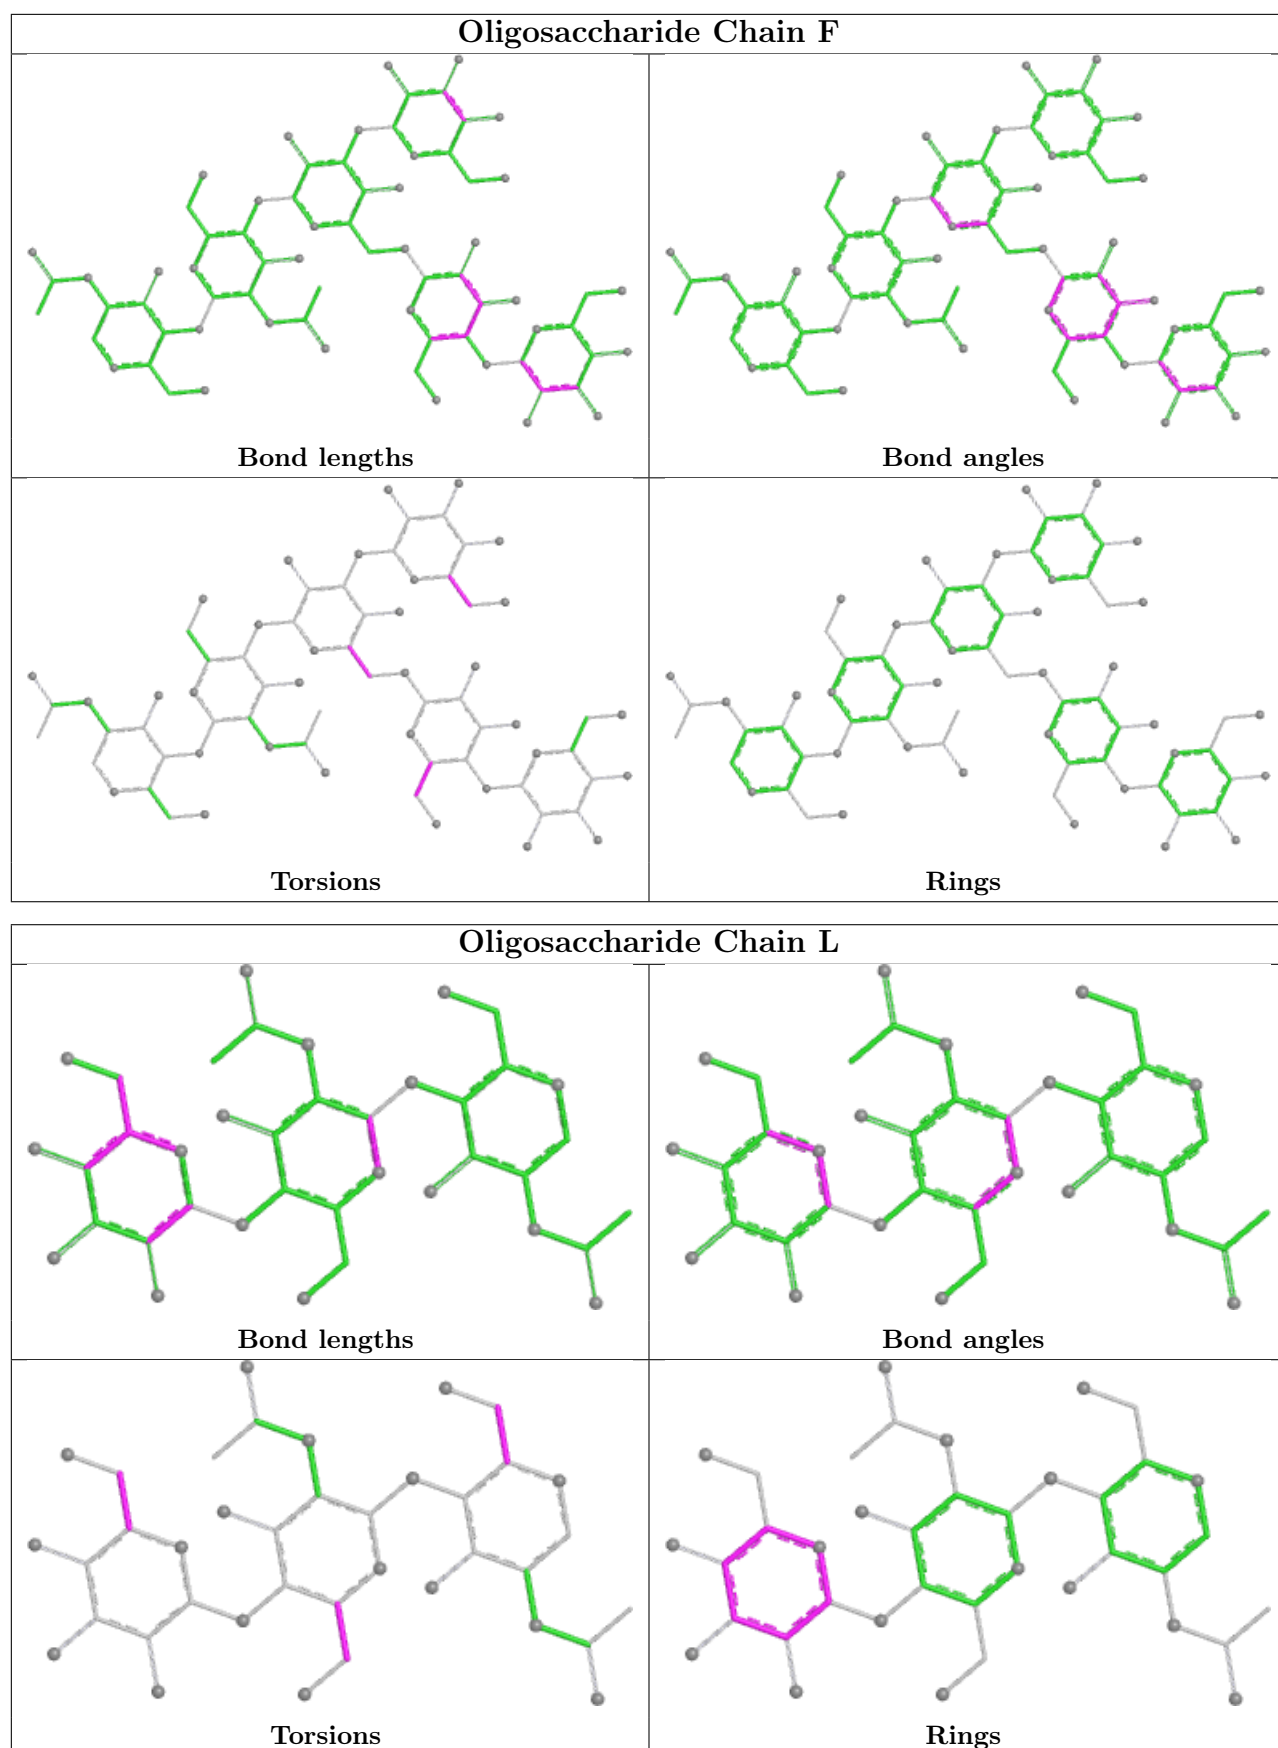 Oligosaccharide Chain F
Bond lengths
Bond angles
Torsions
Rings
Oligosaccharide Chain L
Bond lengths
Bond angles
Torsions
Rings